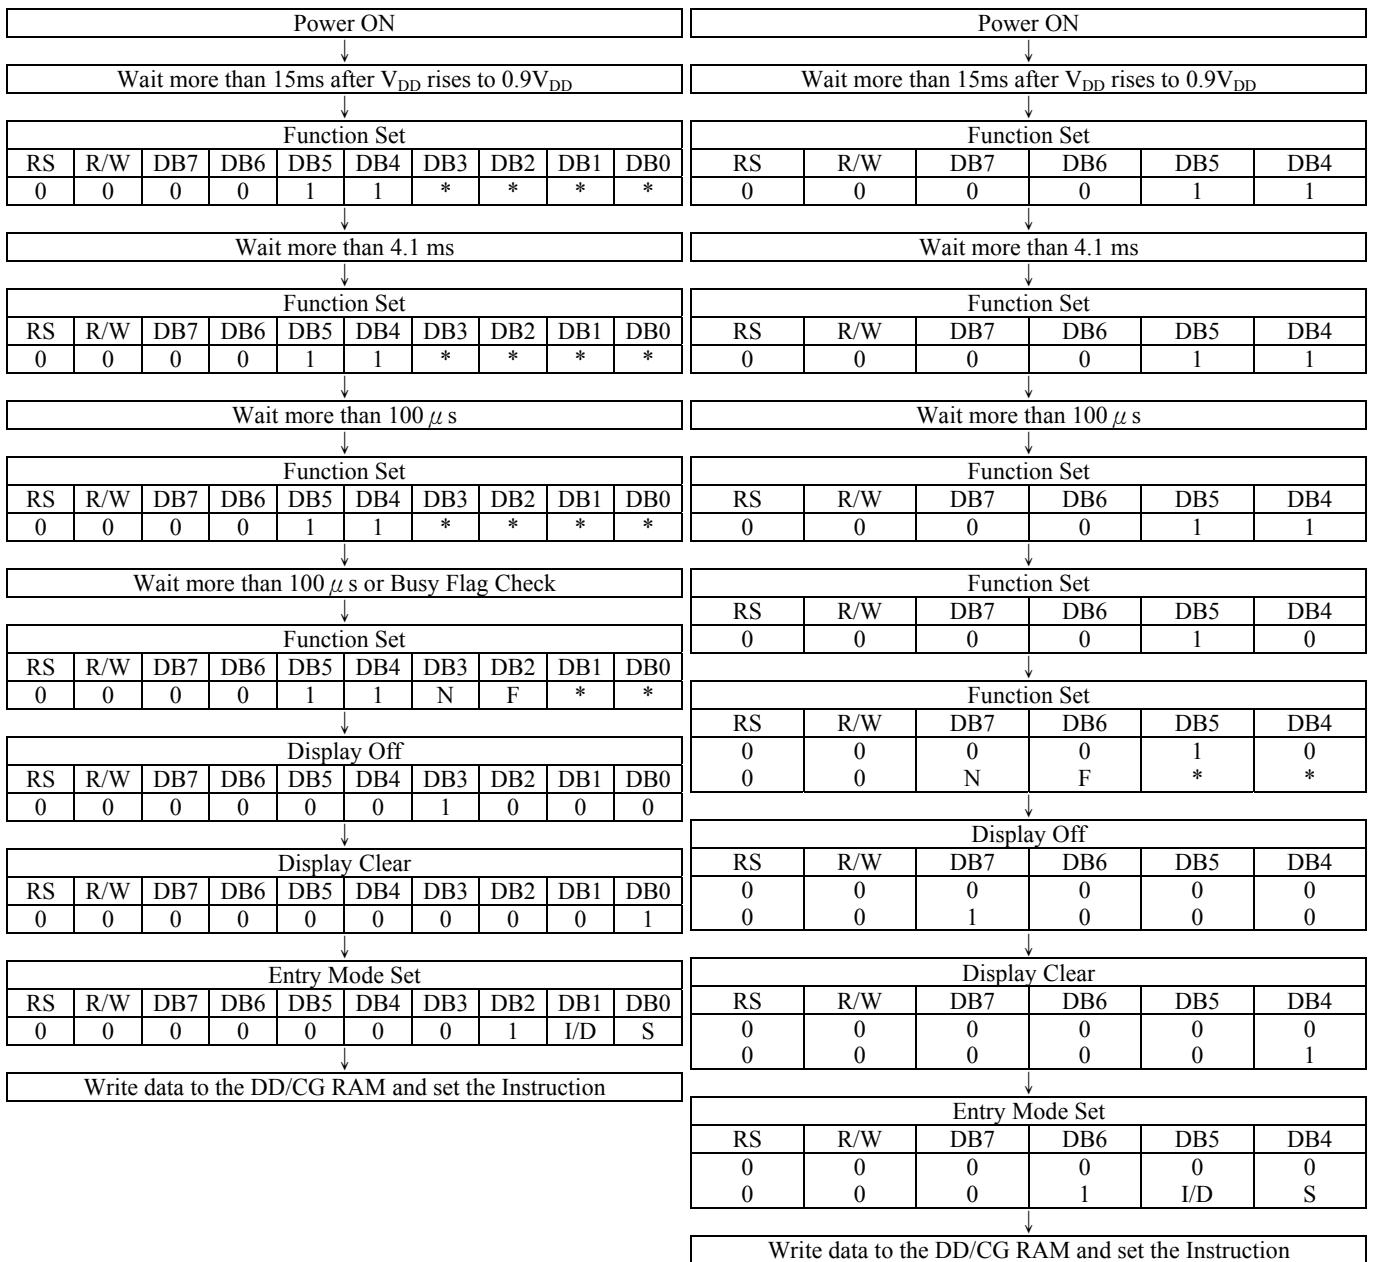 Power ON
↓
Wait more than 15ms after VDD rises to 0.9VDD
↓
Function Set
RS R/W DB7 DB6 DB5 DB4 DB3 DB2 DB1 DB0
0 0 0 0 1 1 * * * *
↓
Wait more than 4.1 ms
↓
Function Set
RS R/W DB7 DB6 DB5 DB4 DB3 DB2 DB1 DB0
0 0 0 0 1 1 * * * *
↓
Wait more than 100 μ s
↓
Function Set
RS R/W DB7 DB6 DB5 DB4 DB3 DB2 DB1 DB0
0 0 0 0 1 1 * * * *
↓
Wait more than 100 μ s or Busy Flag Check
↓
Function Set
RS R/W DB7 DB6 DB5 DB4 DB3 DB2 DB1 DB0
0 0 0 0 1 1 N F * *
↓
Display Off
RS R/W DB7 DB6 DB5 DB4 DB3 DB2 DB1 DB0
0 0 0 0 0 0 1 0 0 0
↓
Display Clear
RS R/W DB7 DB6 DB5 DB4 DB3 DB2 DB1 DB0
0 0 0 0 0 0 0 0 0 1
↓
Entry Mode Set
RS R/W DB7 DB6 DB5 DB4 DB3 DB2 DB1 DB0
0 0 0 0 0 0 0 1 I/D S
↓
Write data to the DD/CG RAM and set the Instruction
Power ON
↓
Wait more than 15ms after VDD rises to 0.9VDD
↓
Function Set
RS R/W DB7 DB6 DB5 DB4
0 0 0 0 1 1
↓
Wait more than 4.1 ms
↓
Function Set
RS R/W DB7 DB6 DB5 DB4
0 0 0 0 1 1
↓
Wait more than 100 μ s
↓
Function Set
RS R/W DB7 DB6 DB5 DB4
0 0 0 0 1 1
↓
Function Set
RS R/W DB7 DB6 DB5 DB4
0 0 0 0 1 0
↓
Function Set
RS R/W DB7 DB6 DB5 DB4
0 0 0 0 1 0
0 0 N F * *
↓
Display Off
RS R/W DB7 DB6 DB5 DB4
0 0 0 0 0 0
0 0 1 0 0 0
↓
Display Clear
RS R/W DB7 DB6 DB5 DB4
0 0 0 0 0 0
0 0 0 0 0 1
↓
Entry Mode Set
RS R/W DB7 DB6 DB5 DB4
0 0 0 0 0 0
0 0 0 1 I/D S
↓
Write data to the DD/CG RAM and set the Instruction